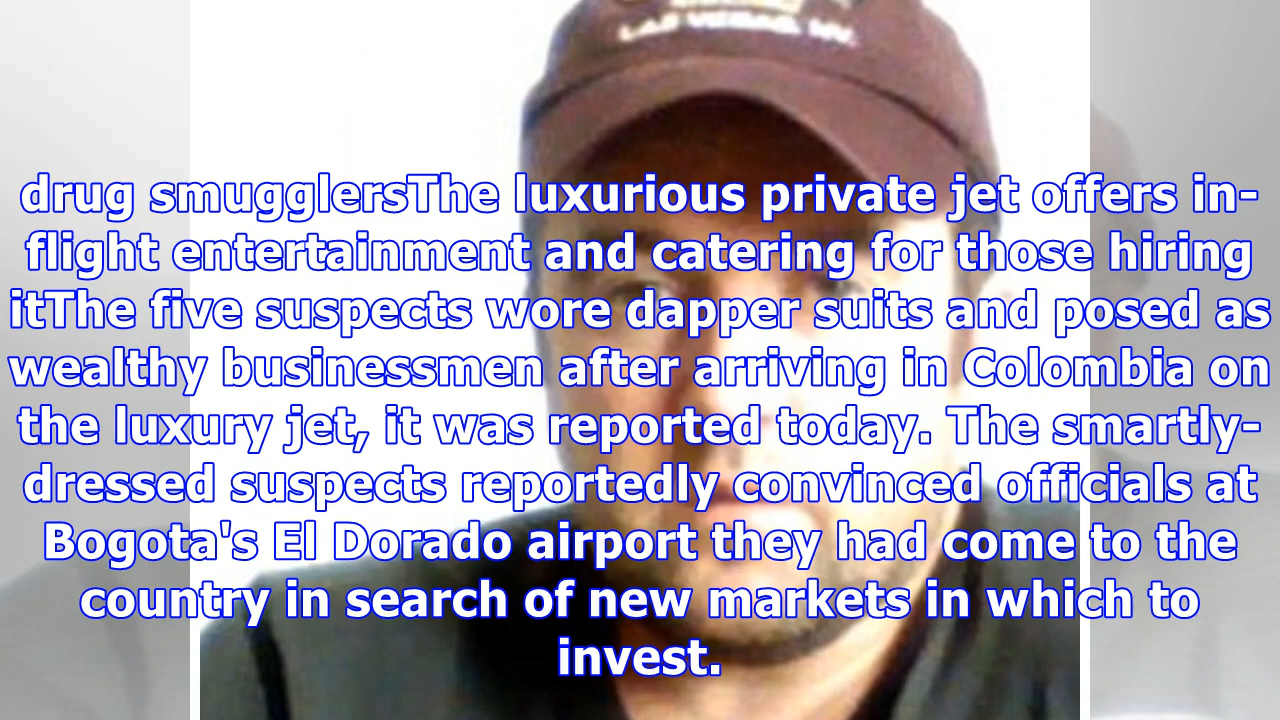 LAS VEGAS, NV.
drug smugglersThe luxurious private jet offers in-
flight entertainment and catering for those hiring
itThe five suspects wore dapper suits and posed as
wealthy businessmen after arriving in Colombia on
the luxury jet, it was reported today. The smartly-
dressed suspects reportedly convinced officials at
Bogota's El Dorado airport they had come to the
country in search of new markets in which to
invest.